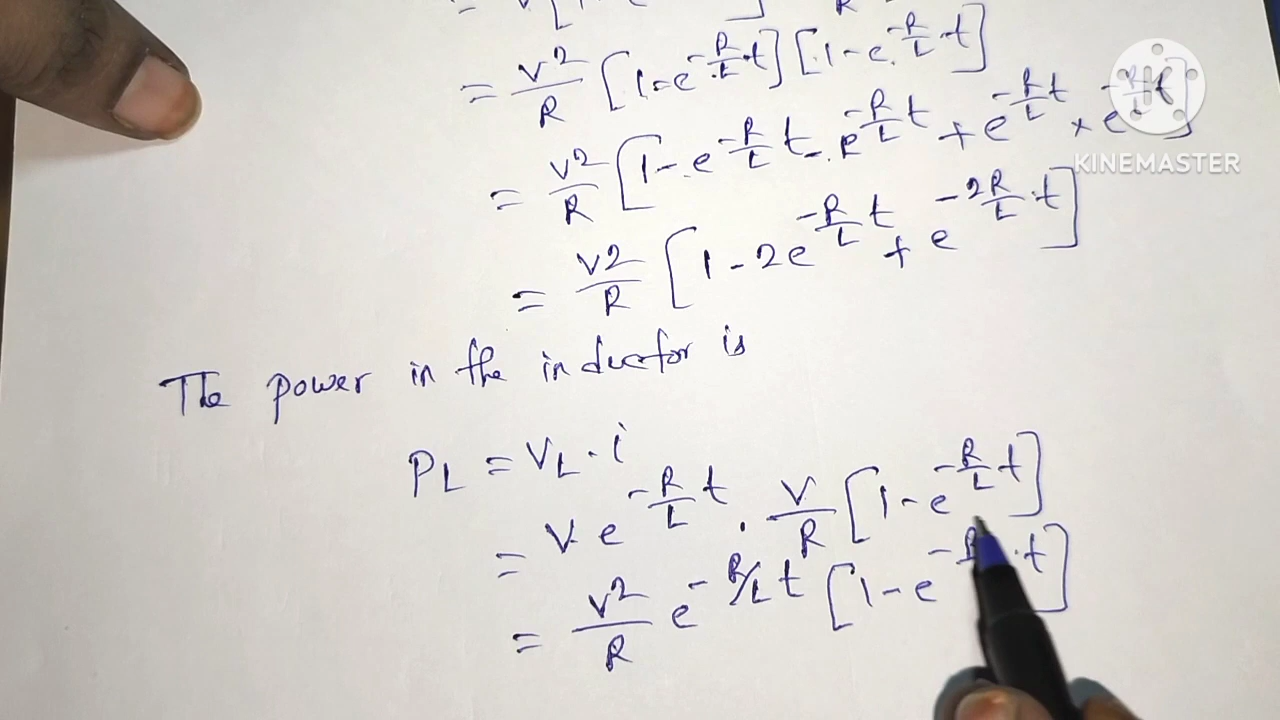 = V²/R [1-e^{-R/L.t}] [1-e^{-R/L.t}]
= V²/R [1-e^{-R/L t} - e^{-R/L t} + e^{-R/L t} × e
KINEMASTER
= V2/R [1-2e^{-R/L t} + e^{-2R/L.t}]
The power in the inductor is
PL = VL.i
= V e^{-R/L t} . V/R [1-e^{-R/L t}]
= V²/R e^{-R/L t} [1-e